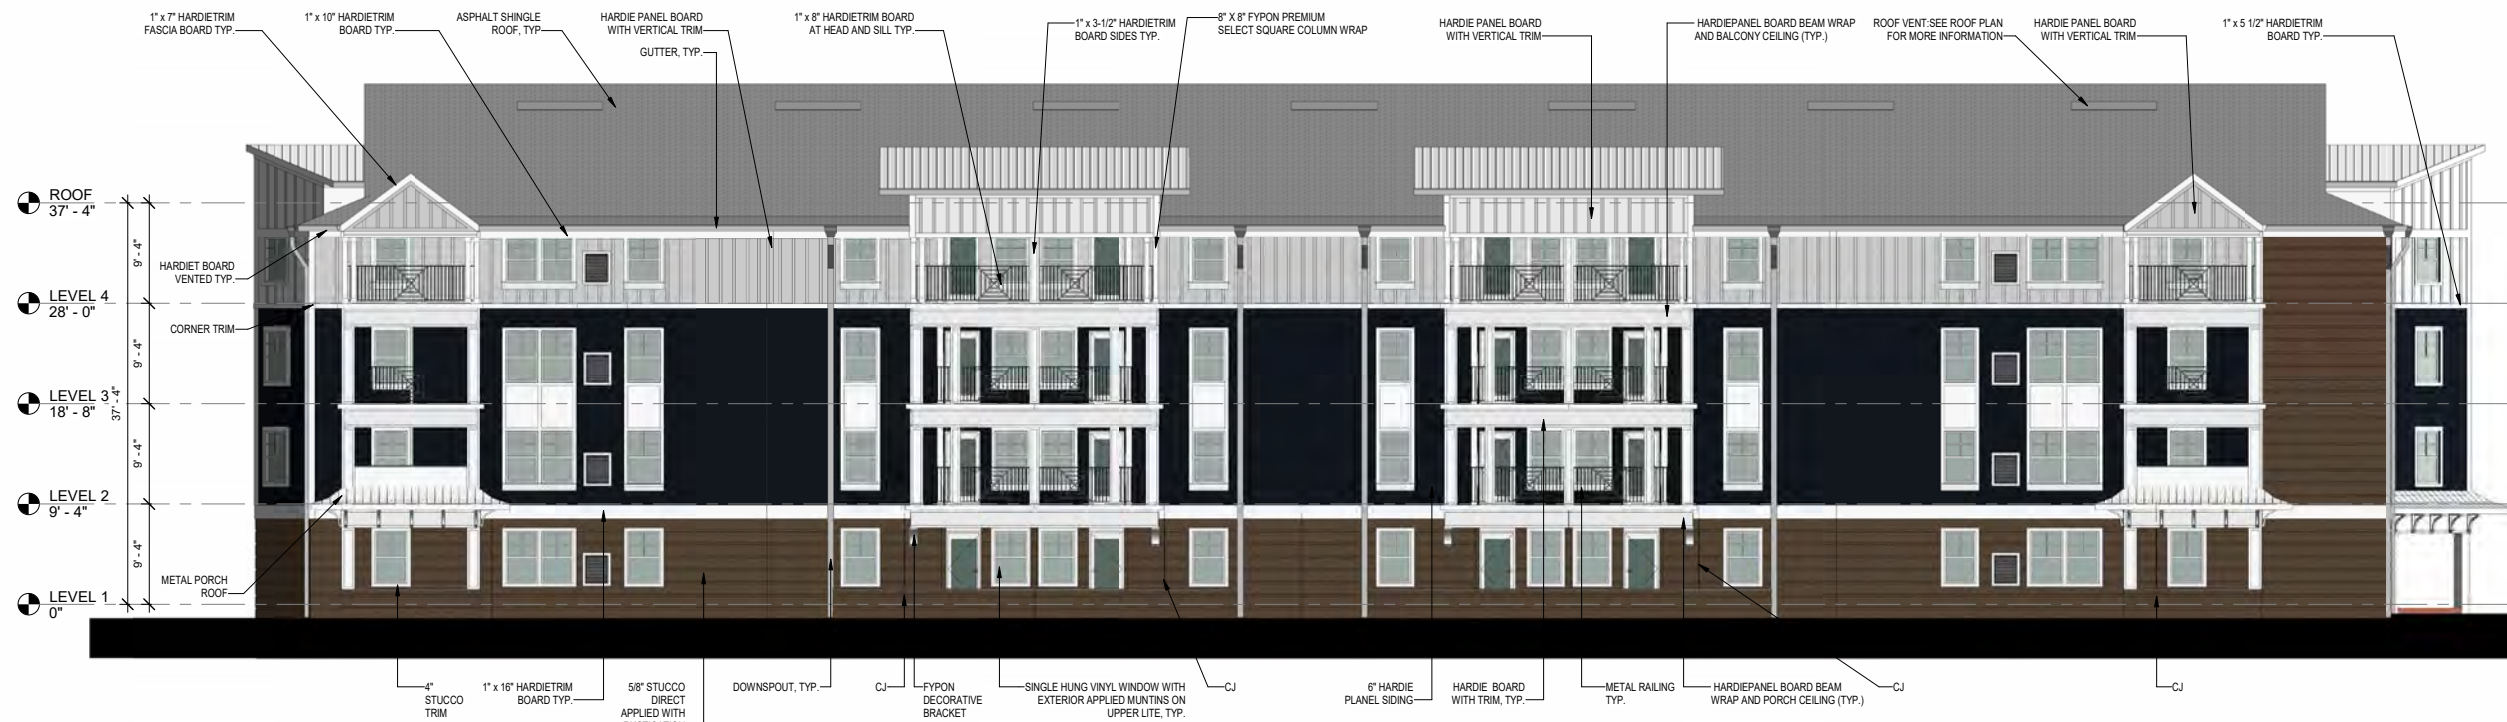 1" x 7" HARDIETRIM
FASCIA BOARD TYP.
1" x 10" HARDIETRIM
BOARD TYP.
ASPHALT SHINGLE
ROOF, TYP
HARDIE PANEL BOARD
WITH VERTICAL TRIM
GUTTER, TYP.
1" x 8" HARDIETRIM BOARD
AT HEAD AND SILL TYP.
1" x 3-1/2" HARDIETRIM
BOARD SIDES TYP.
8" X 8" FYPON PREMIUM
SELECT SQUARE COLUMN WRAP
HARDIE PANEL BOARD
WITH VERTICAL TRIM
HARDIEPANEL BOARD BEAM WRAP
AND BALCONY CEILING (TYP.)
ROOF VENT:SEE ROOF PLAN
FOR MORE INFORMATION
HARDIE PANEL BOARD
WITH VERTICAL TRIM
1" x 5 1/2" HARDIETRIM
BOARD TYP.
ROOF
37' - 4"
9' - 4"
HARDIET BOARD
VENTED TYP.
LEVEL 4
28' - 0"
CORNER TRIM
9' - 4"
37' - 4"
LEVEL 3
18' - 8"
9' - 4"
LEVEL 2
9' - 4"
9' - 4"
METAL PORCH
ROOF
LEVEL 1
0"
4"
STUCCO
TRIM
1" x 16" HARDIETRIM
BOARD TYP.
5/8" STUCCO
DIRECT
APPLIED WITH
DOWNSPOUT, TYP.
CJ
FYPON
DECORATIVE
BRACKET
SINGLE HUNG VINYL WINDOW WITH
EXTERIOR APPLIED MUNTINS ON
UPPER LITE, TYP.
CJ
6" HARDIE
PLANEL SIDING
HARDIE BOARD
WITH TRIM, TYP.
METAL RAILING
TYP.
HARDIEPANEL BOARD BEAM
WRAP AND PORCH CEILING (TYP.)
CJ
CJ